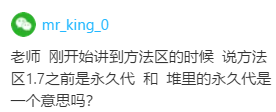 mr_king_0
老师  刚开始讲到方法区的时候  说方法
区1.7之前是永久代  和  堆里的永久代是
一个意思吗?